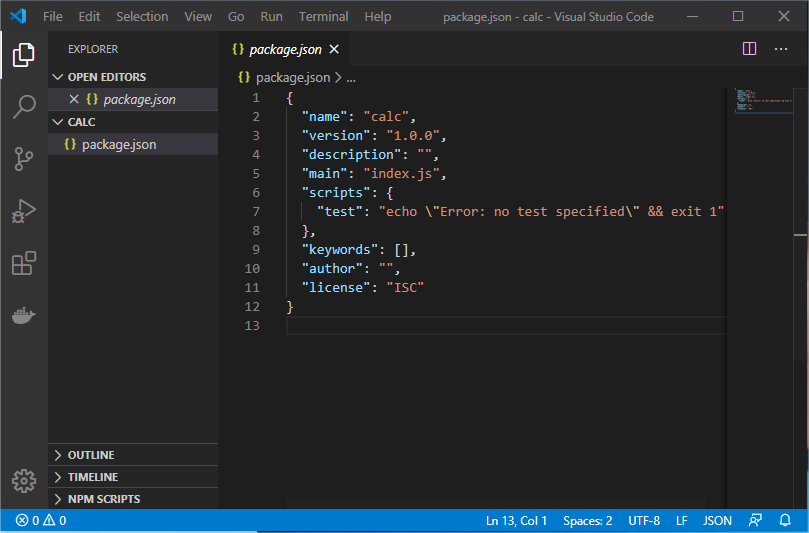 File Edit Selection View Go Run Terminal Help package.json - calc - Visual Studio Code
EXPLORER
OPEN EDITORS
{} package.json
CALC
{} package.json
OUTLINE
TIMELINE
NPM SCRIPTS
{} package.json
{} package.json > ...
1 {
2 "name": "calc",
3 "version": "1.0.0",
4 "description": "",
5 "main": "index.js",
6 "scripts": {
7 "test": "echo \"Error: no test specified\" && exit 1"
8 },
9 "keywords": [],
10 "author": "",
11 "license": "ISC"
12 }
13
0 0 Ln 13, Col 1 Spaces: 2 UTF-8 LF JSON